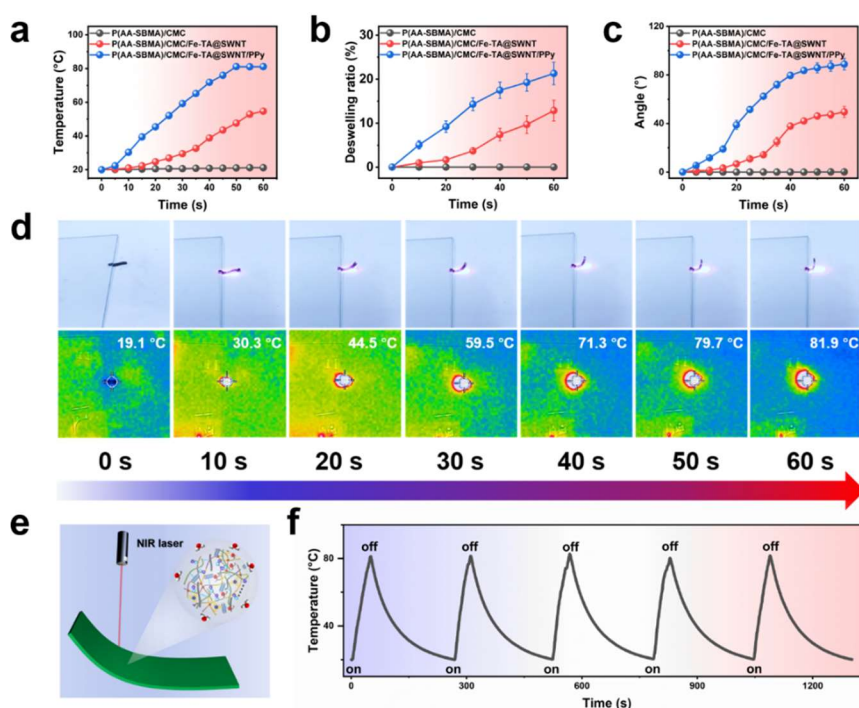 a
P(AA-SBMA)/CMC
P(AA-SBMA)/CMC/Fe-TA@SWNT
P(AA-SBMA)/CMC/Fe-TA@SWNT/PPy
Temperature (°C)
100
80
60
40
20
0 10 20 30 40 50 60
Time (s)
b
P(AA-SBMA)/CMC
P(AA-SBMA)/CMC/Fe-TA@SWNT
P(AA-SBMA)/CMC/Fe-TA@SWNT/PPy
Deswelling ratio (%)
30
20
10
0
0 20 40 60
Time (s)
c
P(AA-SBMA)/CMC
P(AA-SBMA)/CMC/Fe-TA@SWNT
P(AA-SBMA)/CMC/Fe-TA@SWNT/PPy
Angle (°)
120
80
40
0
0 20 40 60
Time (s)
d
19.1 °C 30.3 °C 44.5 °C 59.5 °C 71.3 °C 79.7 °C 81.9 °C
0 s 10 s 20 s 30 s 40 s 50 s 60 s
e
NIR laser
f
Temperature (°C)
80
40
off off off off off
on on on on on
0 300 600 900 1200
Time (s)